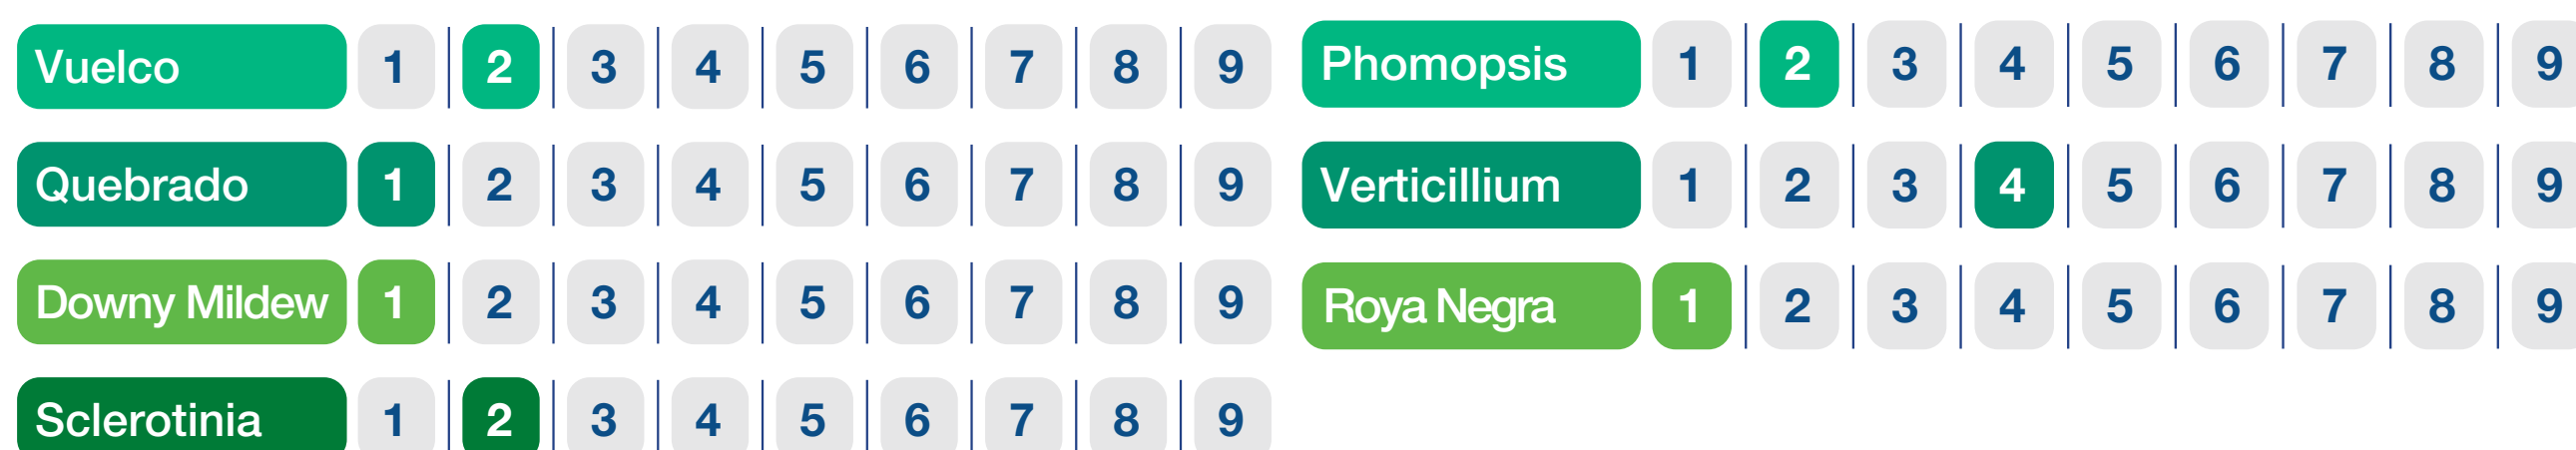 Vuelco 1 2 3 4 5 6 7 8 9
Quebrado 1 2 3 4 5 6 7 8 9
Downy Mildew 1 2 3 4 5 6 7 8 9
Sclerotinia 1 2 3 4 5 6 7 8 9
Phomopsis 1 2 3 4 5 6 7 8 9
Verticillium 1 2 3 4 5 6 7 8 9
Roya Negra 1 2 3 4 5 6 7 8 9